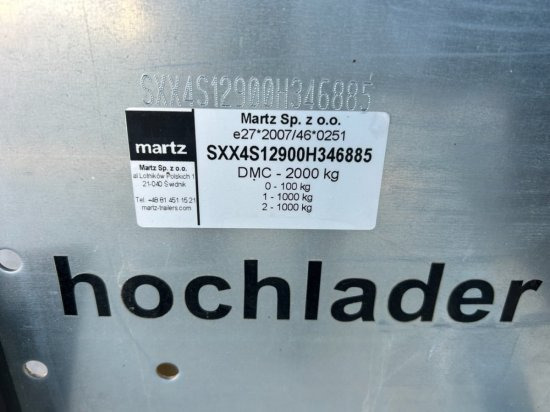 SXX4S12900H346885
martz
Martz Sp. z o.o.
al Lotników Polskich 1
21-040 Świdnik
Tel. +48 81 451 15 21
martz-trailers.com
Martz Sp. z o.o.
e27*2007/46*0251
SXX4S12900H346885
DMC - 2000 kg
0 - 100 kg
1 - 1000 kg
2 - 1000 kg
hochlader